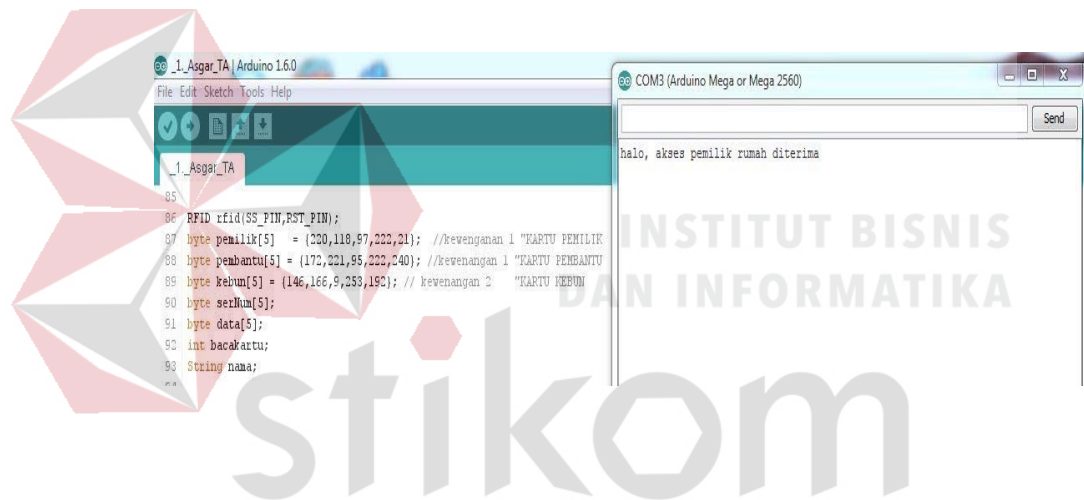 _1._Asgar_TA | Arduino 1.6.0
File Edit Sketch Tools Help
_1._Asgar_TA
85
86 RFID rfid(SS_PIN,RST_PIN);
87 byte pemilik[5] = {220,118,97,222,21}; //kewenganan 1 "KARTU PEMILIK
88 byte pembantu[5] = {172,221,95,222,240}; //kewenangan 1 "KARTU PEMBANTU
89 byte kebun[5] = {146,166,9,253,192}; // kewenangan 2 "KARTU KEBUN
90 byte serNum[5];
91 byte data[5];
92 int bacakartu;
93 String nama;
COM3 (Arduino Mega or Mega 2560)
Send
halo, akses pemilik rumah diterima
INSTITUT BISNIS
DAN INFORMATIKA
stikom